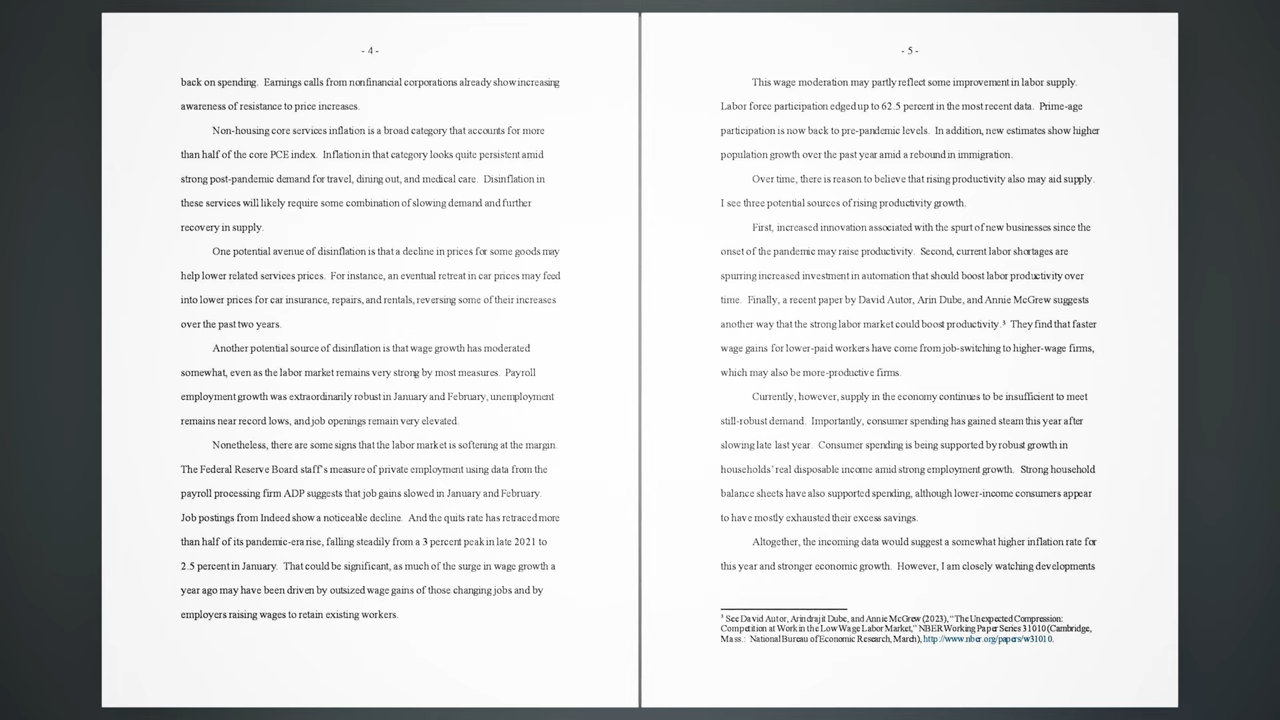 - 4 -
back on spending. Earnings calls from nonfinancial corporations already show increasing
awareness of resistance to price increases.
Non-housing core services inflation is a broad category that accounts for more
than half of the core PCE index. Inflation in that category looks quite persistent amid
strong post-pandemic demand for travel, dining out, and medical care. Disinflation in
these services will likely require some combination of slowing demand and further
recovery in supply.
One potential avenue of disinflation is that a decline in prices for some goods may
help lower related services prices. For instance, an eventual retreat in car prices may feed
into lower prices for car insurance, repairs, and rentals, reversing some of their increases
over the past two years.
Another potential source of disinflation is that wage growth has moderated
somewhat, even as the labor market remains very strong by most measures. Payroll
employment growth was extraordinarily robust in January and February, unemployment
remains near record lows, and job openings remain very elevated.
Nonetheless, there are some signs that the labor market is softening at the margin.
The Federal Reserve Board staff's measure of private employment using data from the
payroll processing firm ADP suggests that job gains slowed in January and February.
Job postings from Indeed show a noticeable decline. And the quits rate has retraced more
than half of its pandemic-era rise, falling steadily from a 3 percent peak in late 2021 to
2.5 percent in January. That could be significant, as much of the surge in wage growth a
year ago may have been driven by outsized wage gains of those changing jobs and by
employers raising wages to retain existing workers.
- 5 -
This wage moderation may partly reflect some improvement in labor supply.
Labor force participation edged up to 62.5 percent in the most recent data. Prime-age
participation is now back to pre-pandemic levels. In addition, new estimates show higher
population growth over the past year amid a rebound in immigration.
Over time, there is reason to believe that rising productivity also may aid supply.
I see three potential sources of rising productivity growth.
First, increased innovation associated with the spurt of new businesses since the
onset of the pandemic may raise productivity. Second, current labor shortages are
spurring increased investment in automation that should boost labor productivity over
time. Finally, a recent paper by David Autor, Arin Dube, and Annie McGrew suggests
another way that the strong labor market could boost productivity.³ They find that faster
wage gains for lower-paid workers have come from job-switching to higher-wage firms,
which may also be more-productive firms.
Currently, however, supply in the economy continues to be insufficient to meet
still-robust demand. Importantly, consumer spending has gained steam this year after
slowing late last year. Consumer spending is being supported by robust growth in
households' real disposable income amid strong employment growth. Strong household
balance sheets have also supported spending, although lower-income consumers appear
to have mostly exhausted their excess savings.
Altogether, the incoming data would suggest a somewhat higher inflation rate for
this year and stronger economic growth. However, I am closely watching developments
³ See David Autor, Arindrajit Dube, and Annie McGrew (2023), "The Unexpected Compression:
Competition at Work in the Low Wage Labor Market," NBER Working Paper Series 31010 (Cambridge,
Mass.: National Bureau of Economic Research, March), http://www.nber.org/papers/w31010.